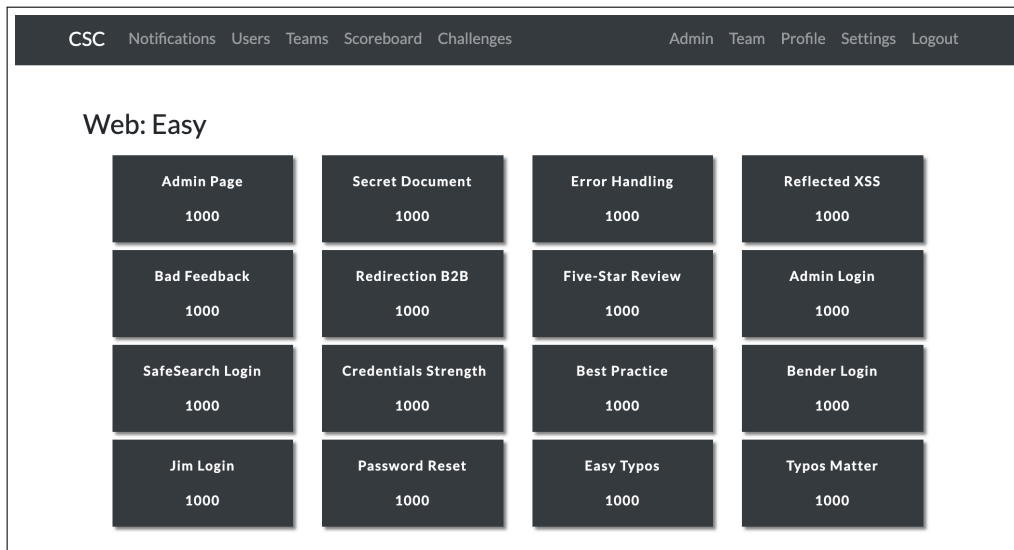 CSC Notifications Users Teams Scoreboard Challenges Admin Team Profile Settings Logout
Web: Easy
Admin Page Secret Document Error Handling Reflected XSS
1000 1000 1000 1000
Bad Feedback Redirection B2B Five-Star Review Admin Login
1000 1000 1000 1000
SafeSearch Login Credentials Strength Best Practice Bender Login
1000 1000 1000 1000
Jim Login Password Reset Easy Typos Typos Matter
1000 1000 1000 1000